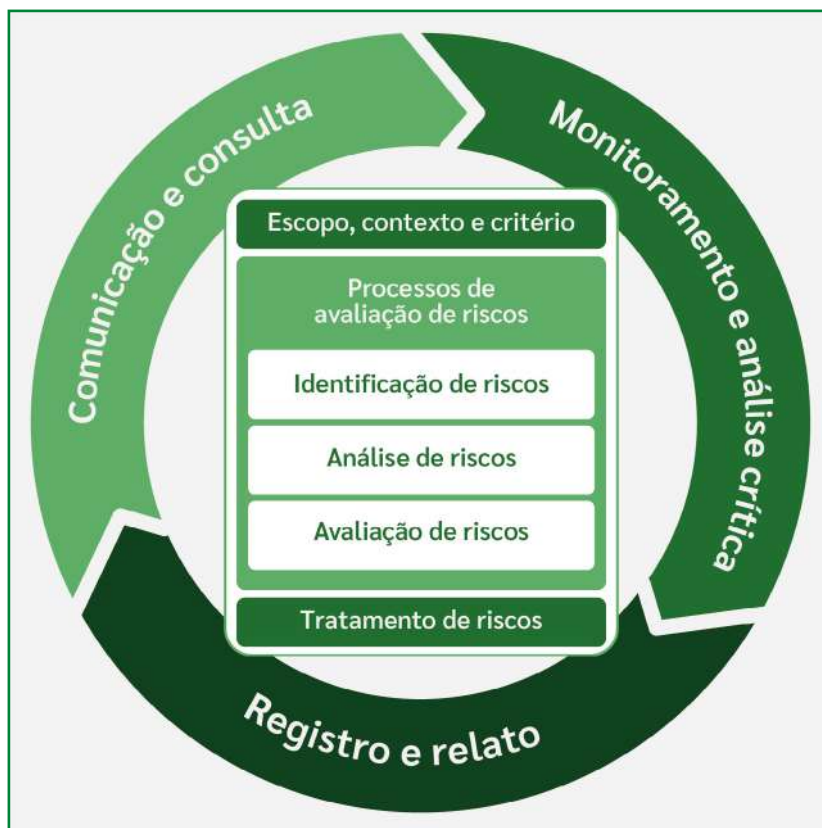 Comunicação e consulta
Monitoramento e análise crítica
Escopo, contexto e critério
Processos de
avaliação de riscos
Identificação de riscos
Análise de riscos
Avaliação de riscos
Tratamento de riscos
Registro e relato